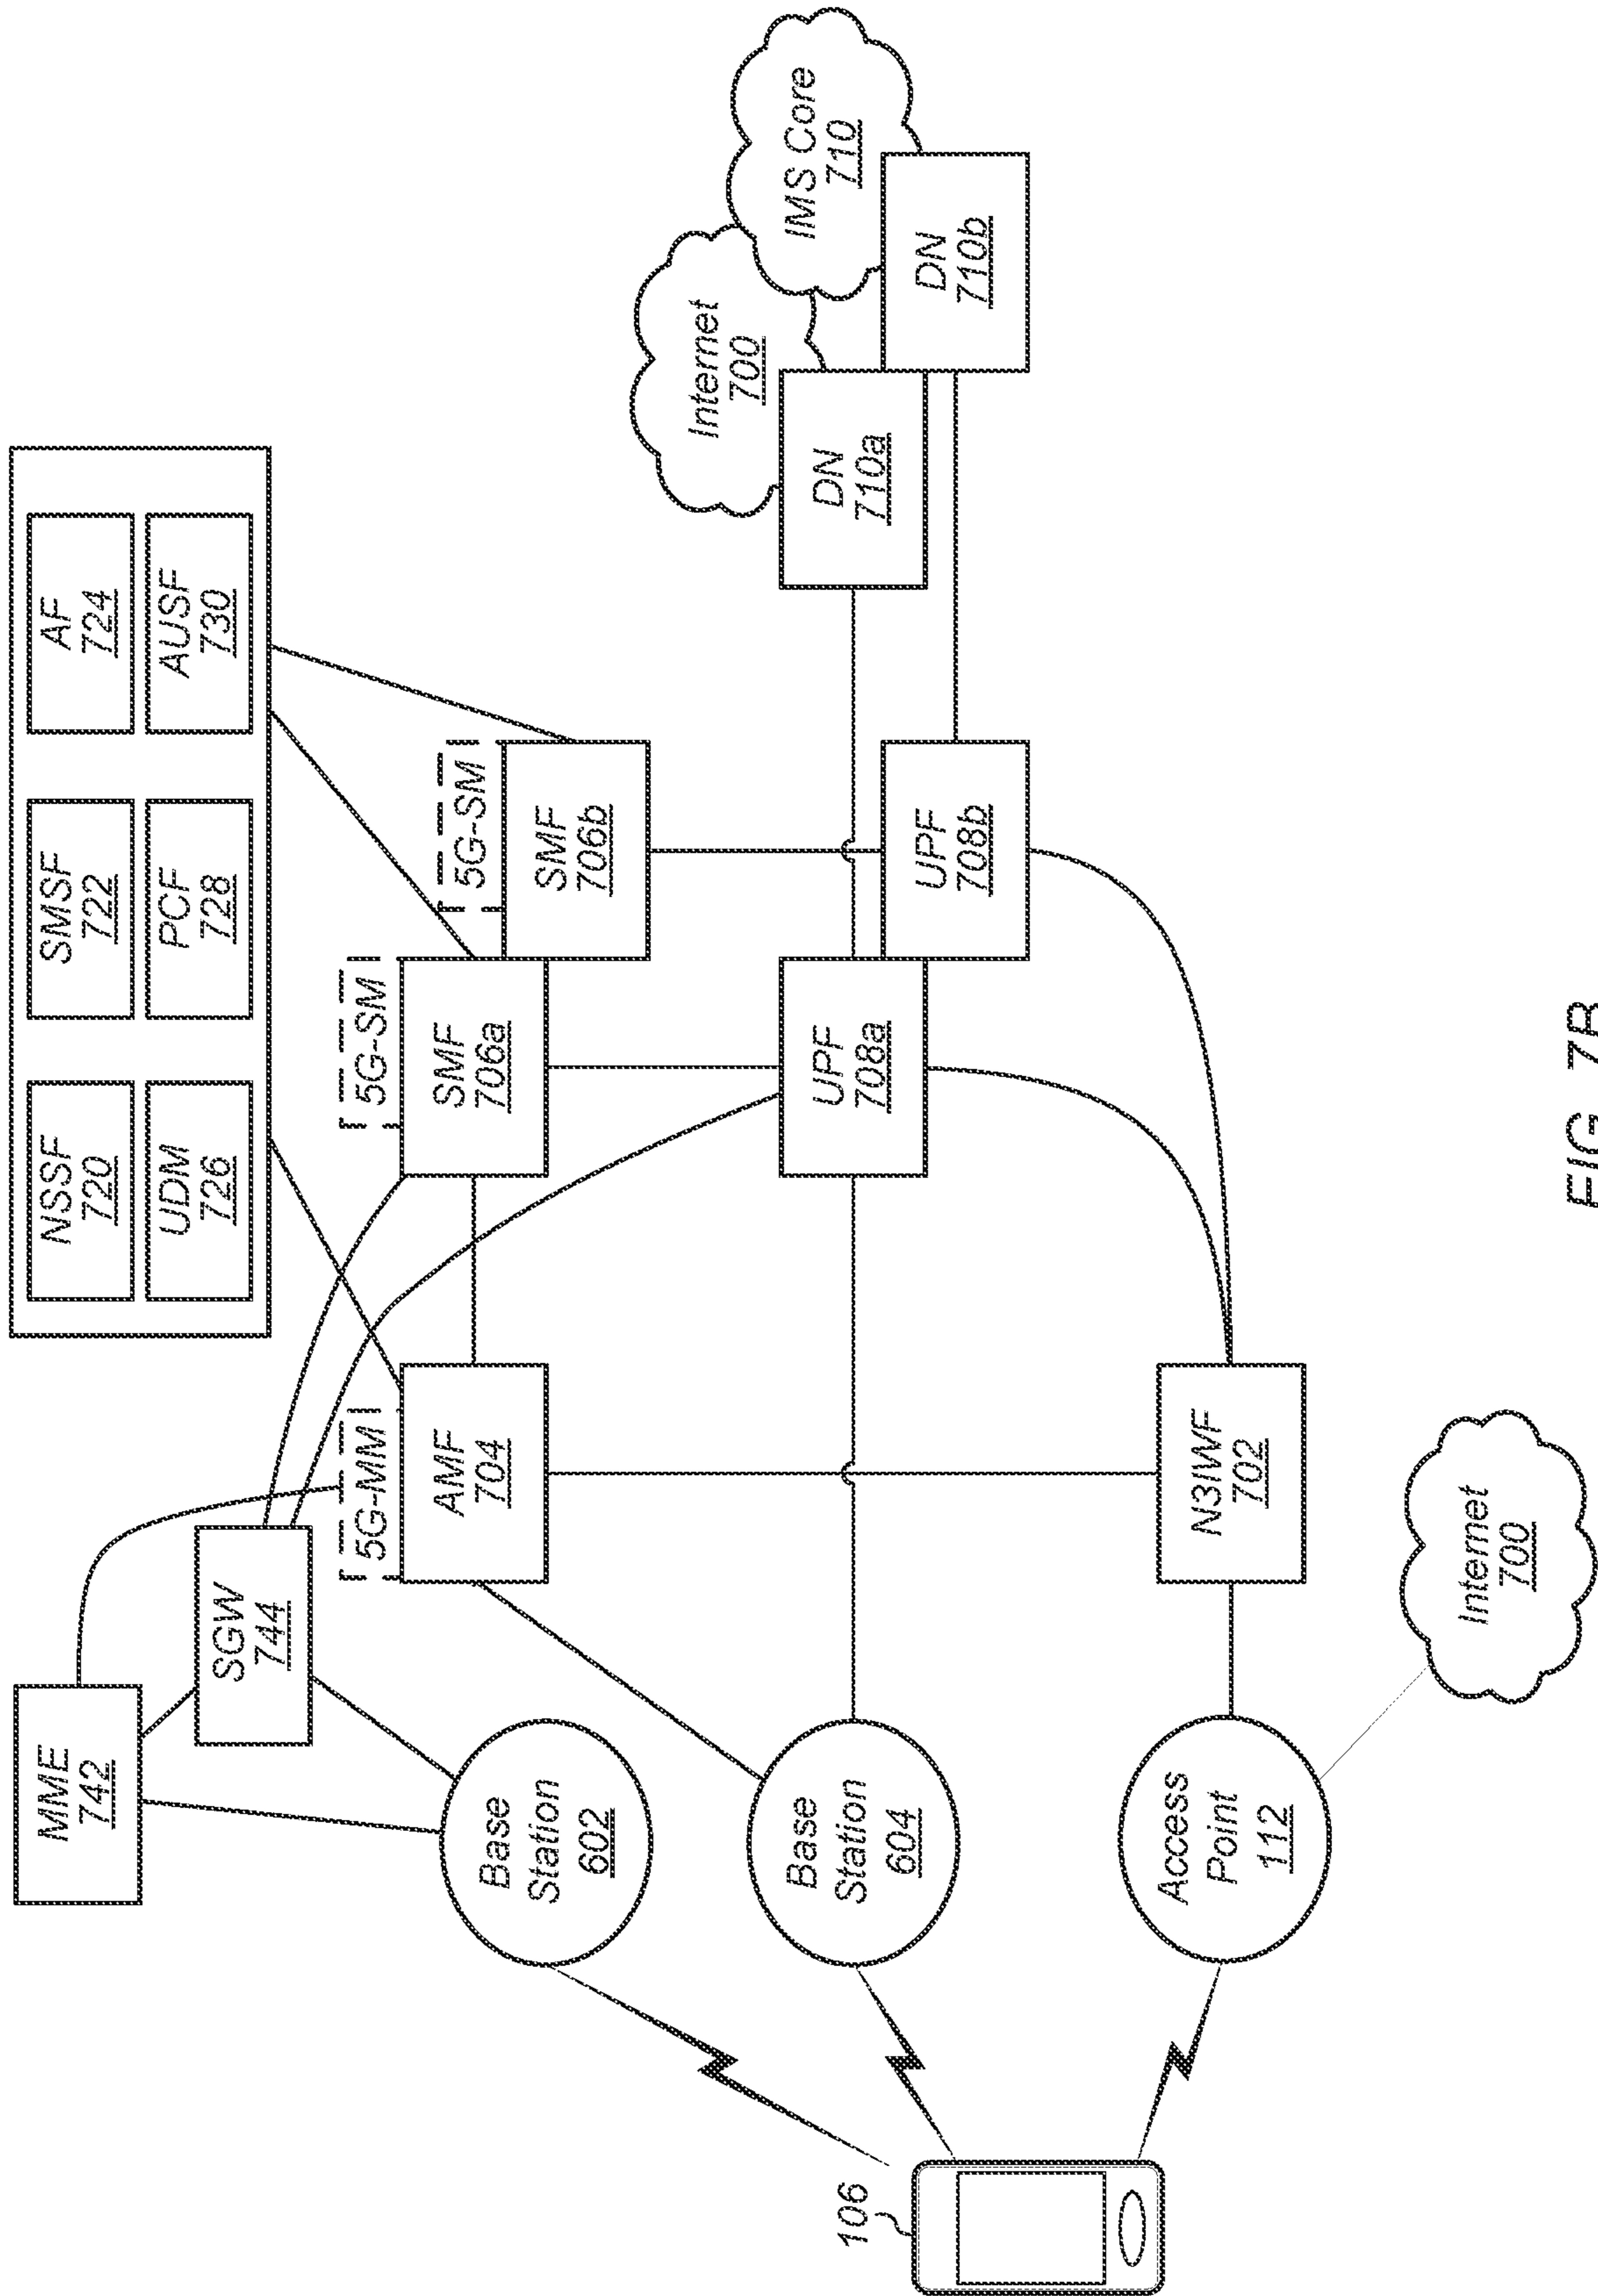 MME
742
SGW
744
NSSF
720
SMSF
722
AF
724
UDM
726
PCF
728
AUSF
730
5G-MM
AMF
704
5G-SM
SMF
706a
5G-SM
SMF
706b
Base
Station
602
Base
Station
604
UPF
708a
UPF
708b
Internet
700
IMS Core
710
DN
710a
DN
710b
106
Access
Point
112
N3IWF
702
Internet
700
FIG. 7B